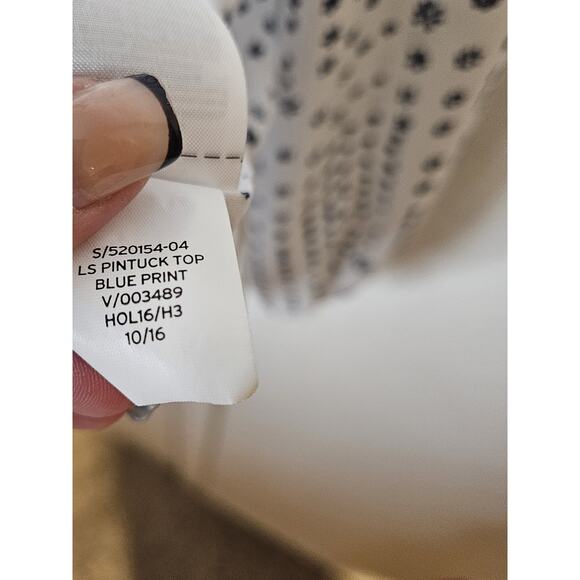 S/520154-04
LS PINTUCK TOP
BLUE PRINT
V/003489
HOL16/H3
10/16